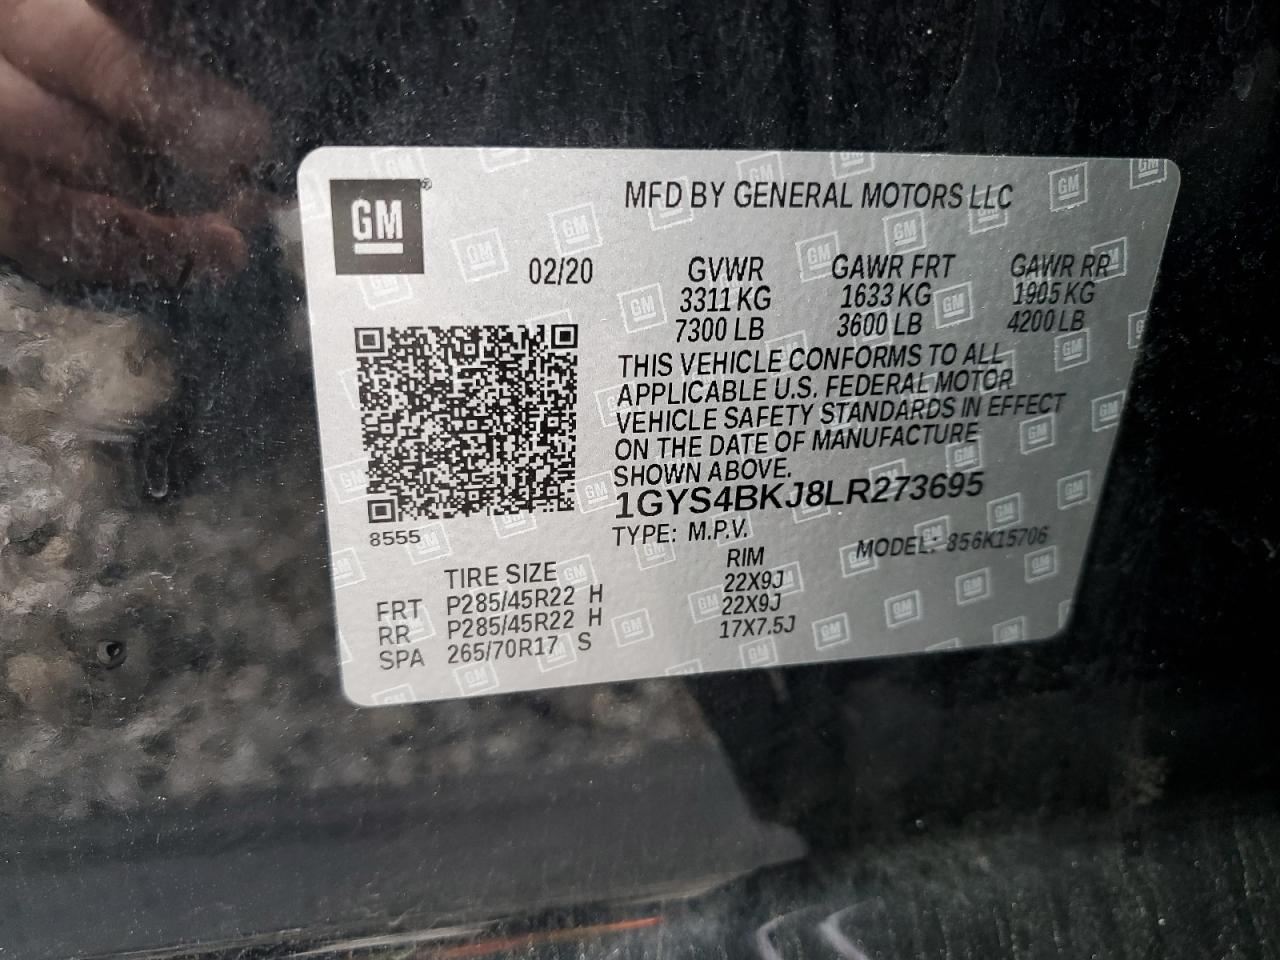 GM®
MFD BY GENERAL MOTORS LLC
02/20
GVWR GAWR FRT GAWR RR
3311 KG 1633 KG 1905 KG
7300 LB 3600 LB 4200 LB
THIS VEHICLE CONFORMS TO ALL
APPLICABLE U.S. FEDERAL MOTOR
VEHICLE SAFETY STANDARDS IN EFFECT
ON THE DATE OF MANUFACTURE
SHOWN ABOVE.
1GYS4BKJ8LR273695
TYPE: M.P.V. MODEL: 856K15706
8555
TIRE SIZE RIM
FRT P285/45R22 H 22X9J
RR P285/45R22 H 22X9J
SPA 265/70R17 S 17X7.5J